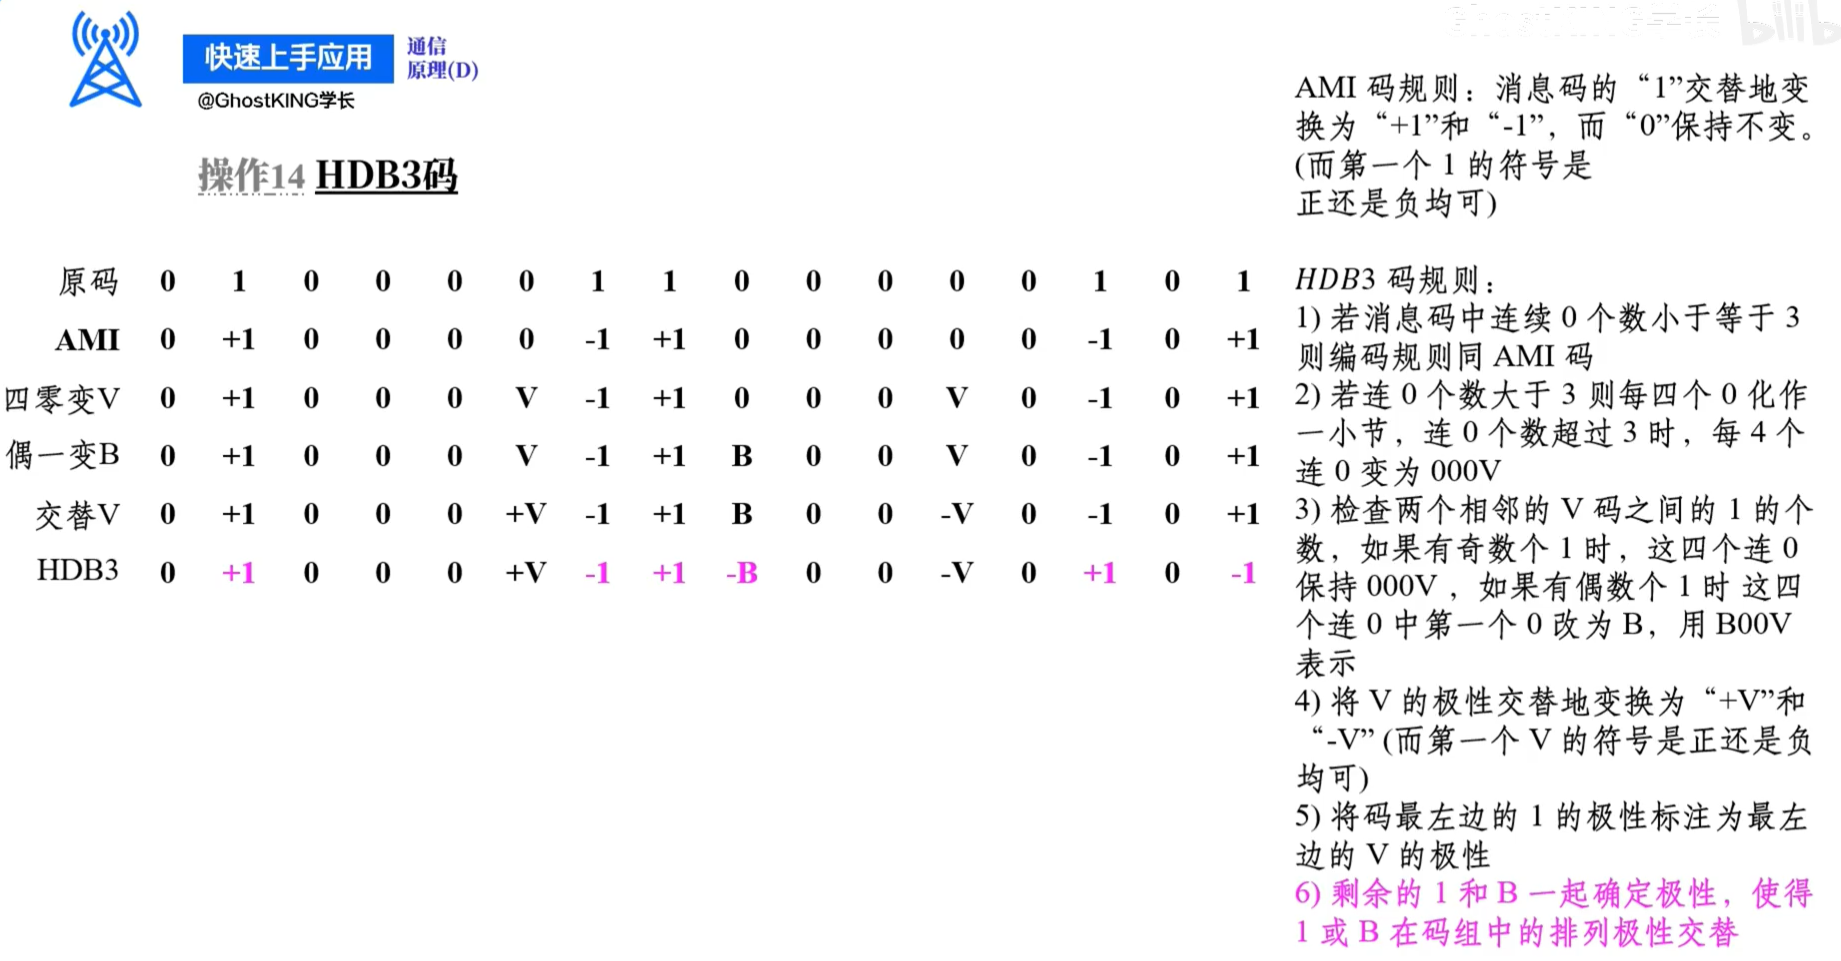 快速上手应用
通信
原理(D)
@GhostKING学长
操作14 HDB3码
原码 0 1 0 0 0 0 1 1 0 0 0 0 0 1 0 1
AMI 0 +1 0 0 0 0 -1 +1 0 0 0 0 0 -1 0 +1
四零变V 0 +1 0 0 0 V -1 +1 0 0 0 V 0 -1 0 +1
偶一变B 0 +1 0 0 0 V -1 +1 B 0 0 V 0 -1 0 +1
交替V 0 +1 0 0 0 +V -1 +1 B 0 0 -V 0 -1 0 +1
HDB3 0 +1 0 0 0 +V -1 +1 -B 0 0 -V 0 +1 0 -1
GhostKING学长 bilib
AMI 码规则：消息码的“1”交替地变
换为“+1”和“-1”，而“0”保持不变。
(而第一个 1 的符号是
正还是负均可)
HDB3 码规则：
1) 若消息码中连续 0 个数小于等于 3
则编码规则同 AMI 码
2) 若连 0 个数大于 3 则每四个 0 化作
一小节，连 0 个数超过 3 时，每 4 个
连 0 变为 000V
3) 检查两个相邻的 V 码之间的 1 的个
数，如果有奇数个 1 时，这四个连 0
保持 000V，如果有偶数个 1 时 这四
个连 0 中第一个 0 改为 B，用 B00V
表示
4) 将 V 的极性交替地变换为“+V”和
“-V” (而第一个 V 的符号是正还是负
均可)
5) 将码最左边的 1 的极性标注为最左
边的 V 的极性
6) 剩余的 1 和 B 一起确定极性，使得
1 或 B 在码组中的排列极性交替